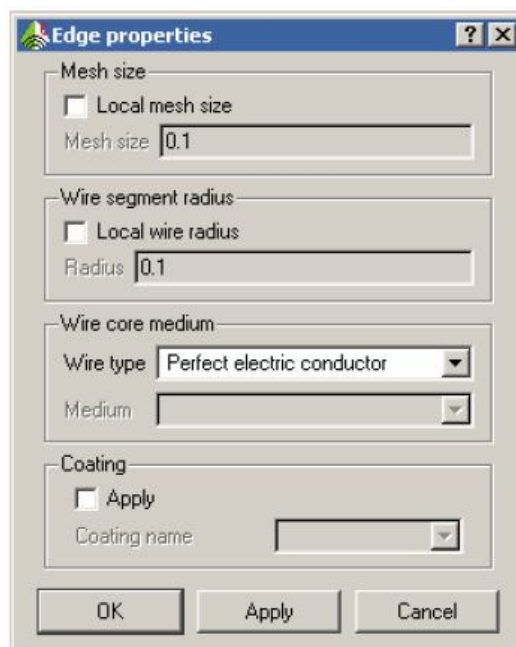 Edge properties
Mesh size
Local mesh size
Mesh size 0.1
Wire segment radius
Local wire radius
Radius 0.1
Wire core medium
Wire type Perfect electric conductor
Medium
Coating
Apply
Coating name
OK Apply Cancel